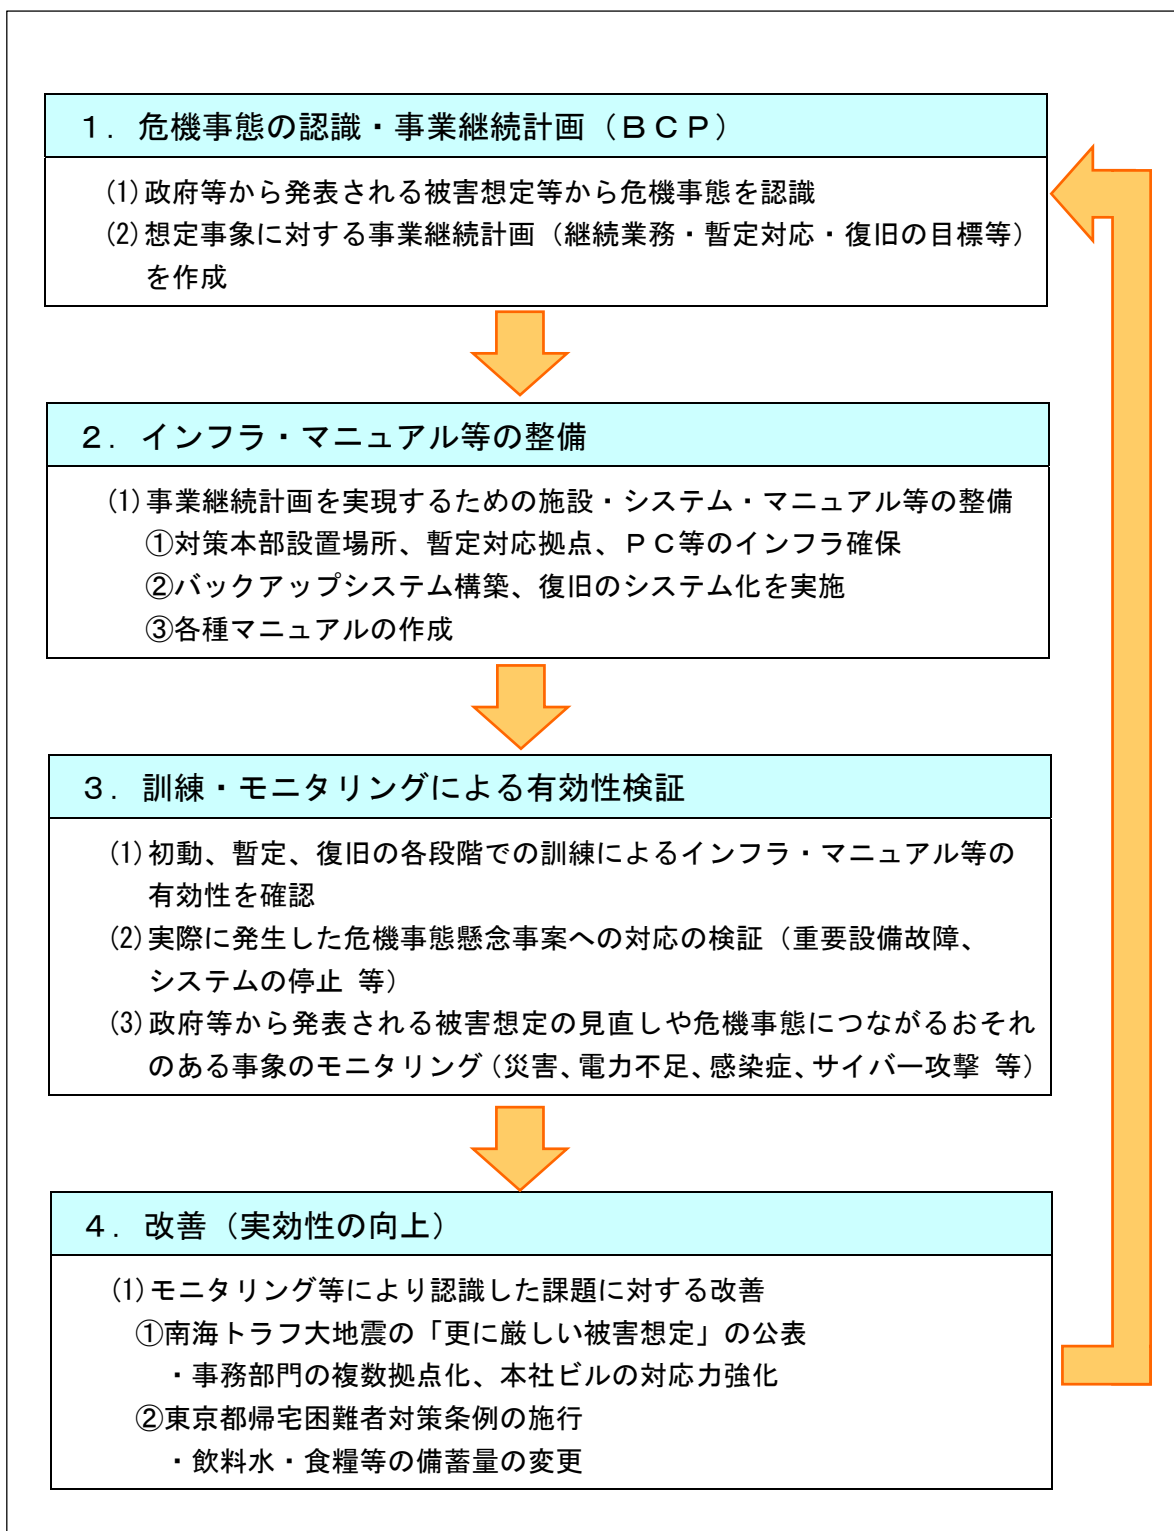 １．危機事態の認識・事業継続計画（ＢＣＰ）
(1)政府等から発表される被害想定等から危機事態を認識
(2)想定事象に対する事業継続計画（継続業務・暫定対応・復旧の目標等）
を作成
２．インフラ・マニュアル等の整備
(1)事業継続計画を実現するための施設・システム・マニュアル等の整備
①対策本部設置場所、暫定対応拠点、ＰＣ等のインフラ確保
②バックアップシステム構築、復旧のシステム化を実施
③各種マニュアルの作成
３．訓練・モニタリングによる有効性検証
(1)初動、暫定、復旧の各段階での訓練によるインフラ・マニュアル等の
有効性を確認
(2)実際に発生した危機事態懸念事案への対応の検証（重要設備故障、
システムの停止 等）
(3)政府等から発表される被害想定の見直しや危機事態につながるおそれ
のある事象のモニタリング（災害、電力不足、感染症、サイバー攻撃 等）
４．改善（実効性の向上）
(1)モニタリング等により認識した課題に対する改善
①南海トラフ大地震の「更に厳しい被害想定」の公表
・事務部門の複数拠点化、本社ビルの対応力強化
②東京都帰宅困難者対策条例の施行
・飲料水・食糧等の備蓄量の変更